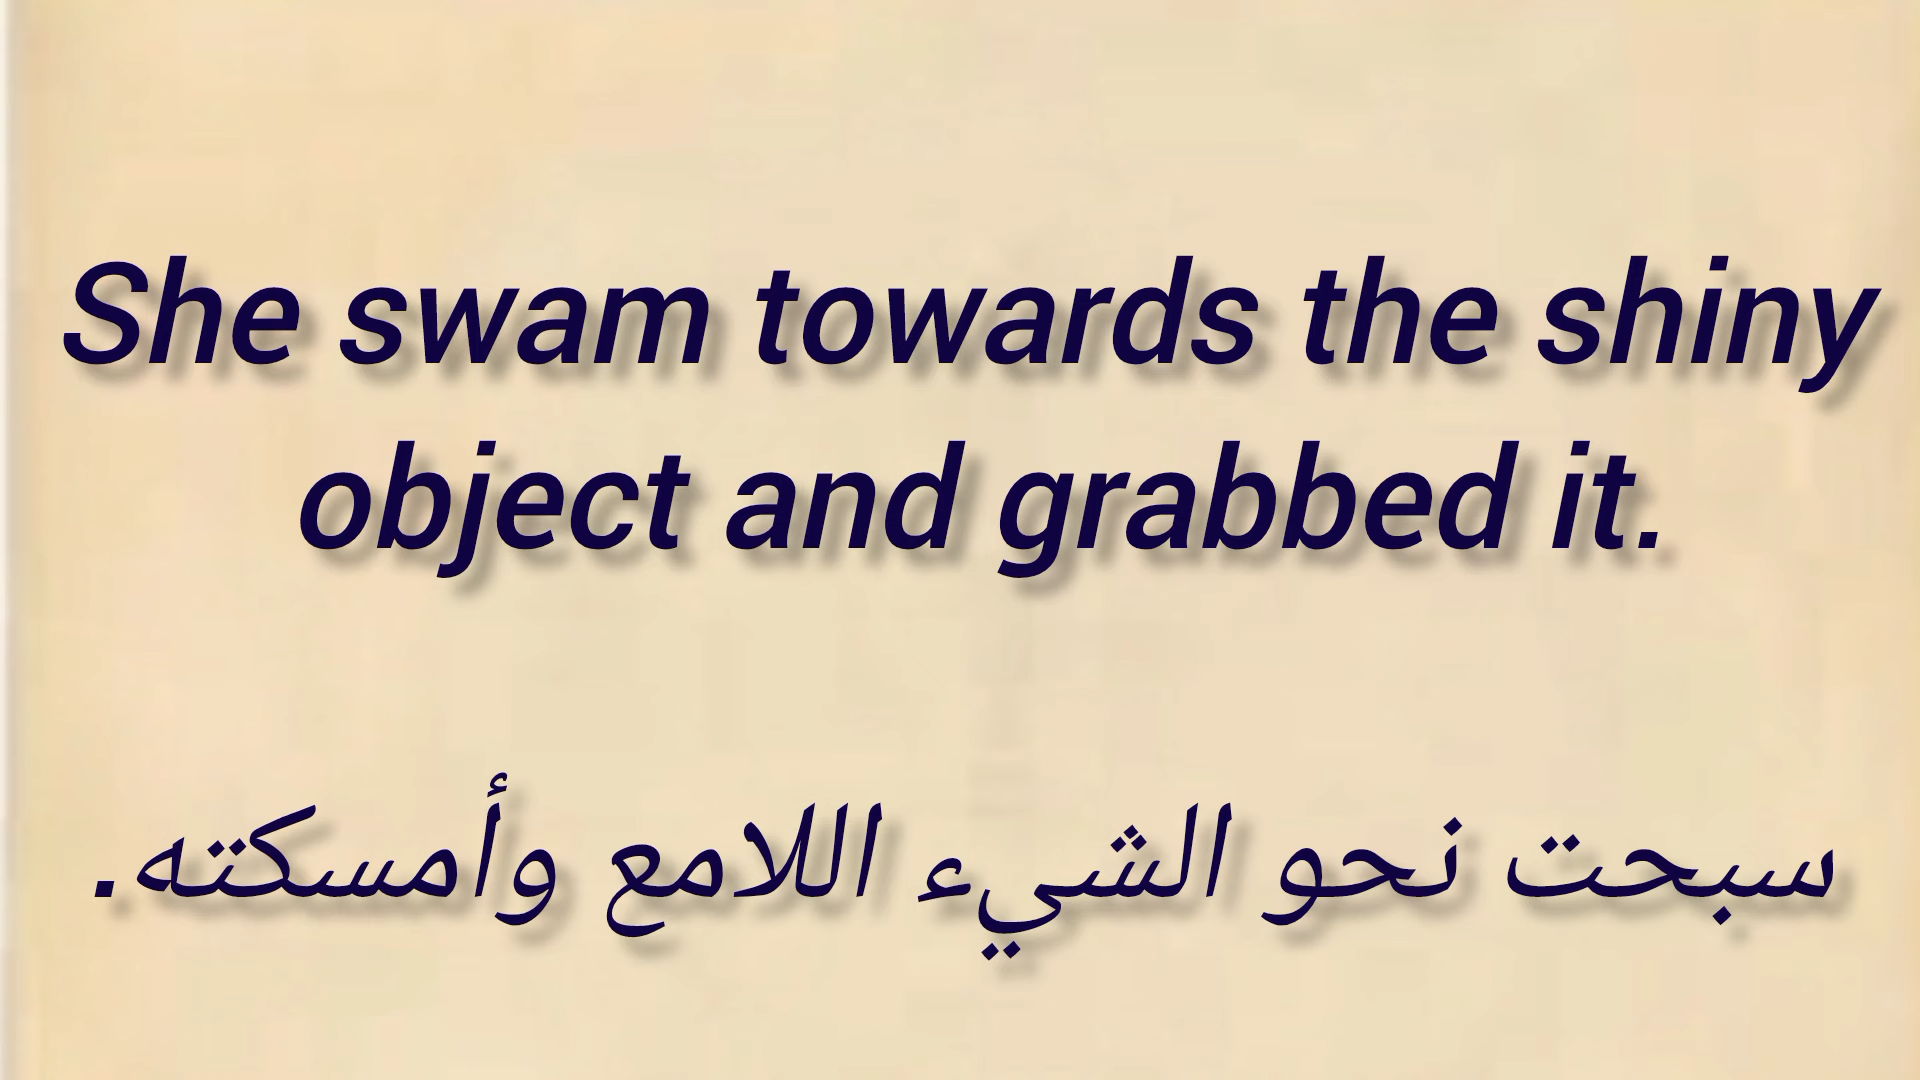 She swam towards the shiny
object and grabbed it.
سبحت نحو الشيء اللامع وأمسكته.